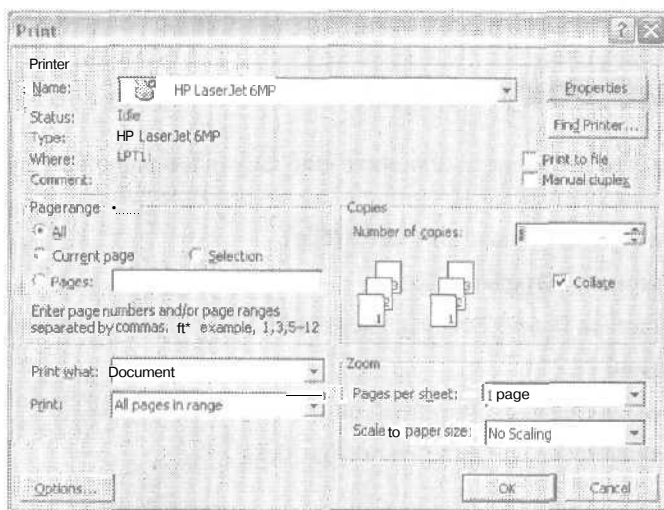 Print
Printer
Name: HP LaserJet 6MP Properties
Status: Idle Find Printer...
Type: HP LaserJet 6MP
Where: LPT1: Print to file
Comment: Manual duplex
Page range Copies
All Number of copies:
Current page Selection
Pages: Collate
Enter page numbers and/or page ranges
separated by commas. ft* example, 1,3,5-12
Print what: Document Zoom
Print: All pages in range Pages per sheet: 1 page
Scale to paper size: No Scaling
Options... OK Cancel